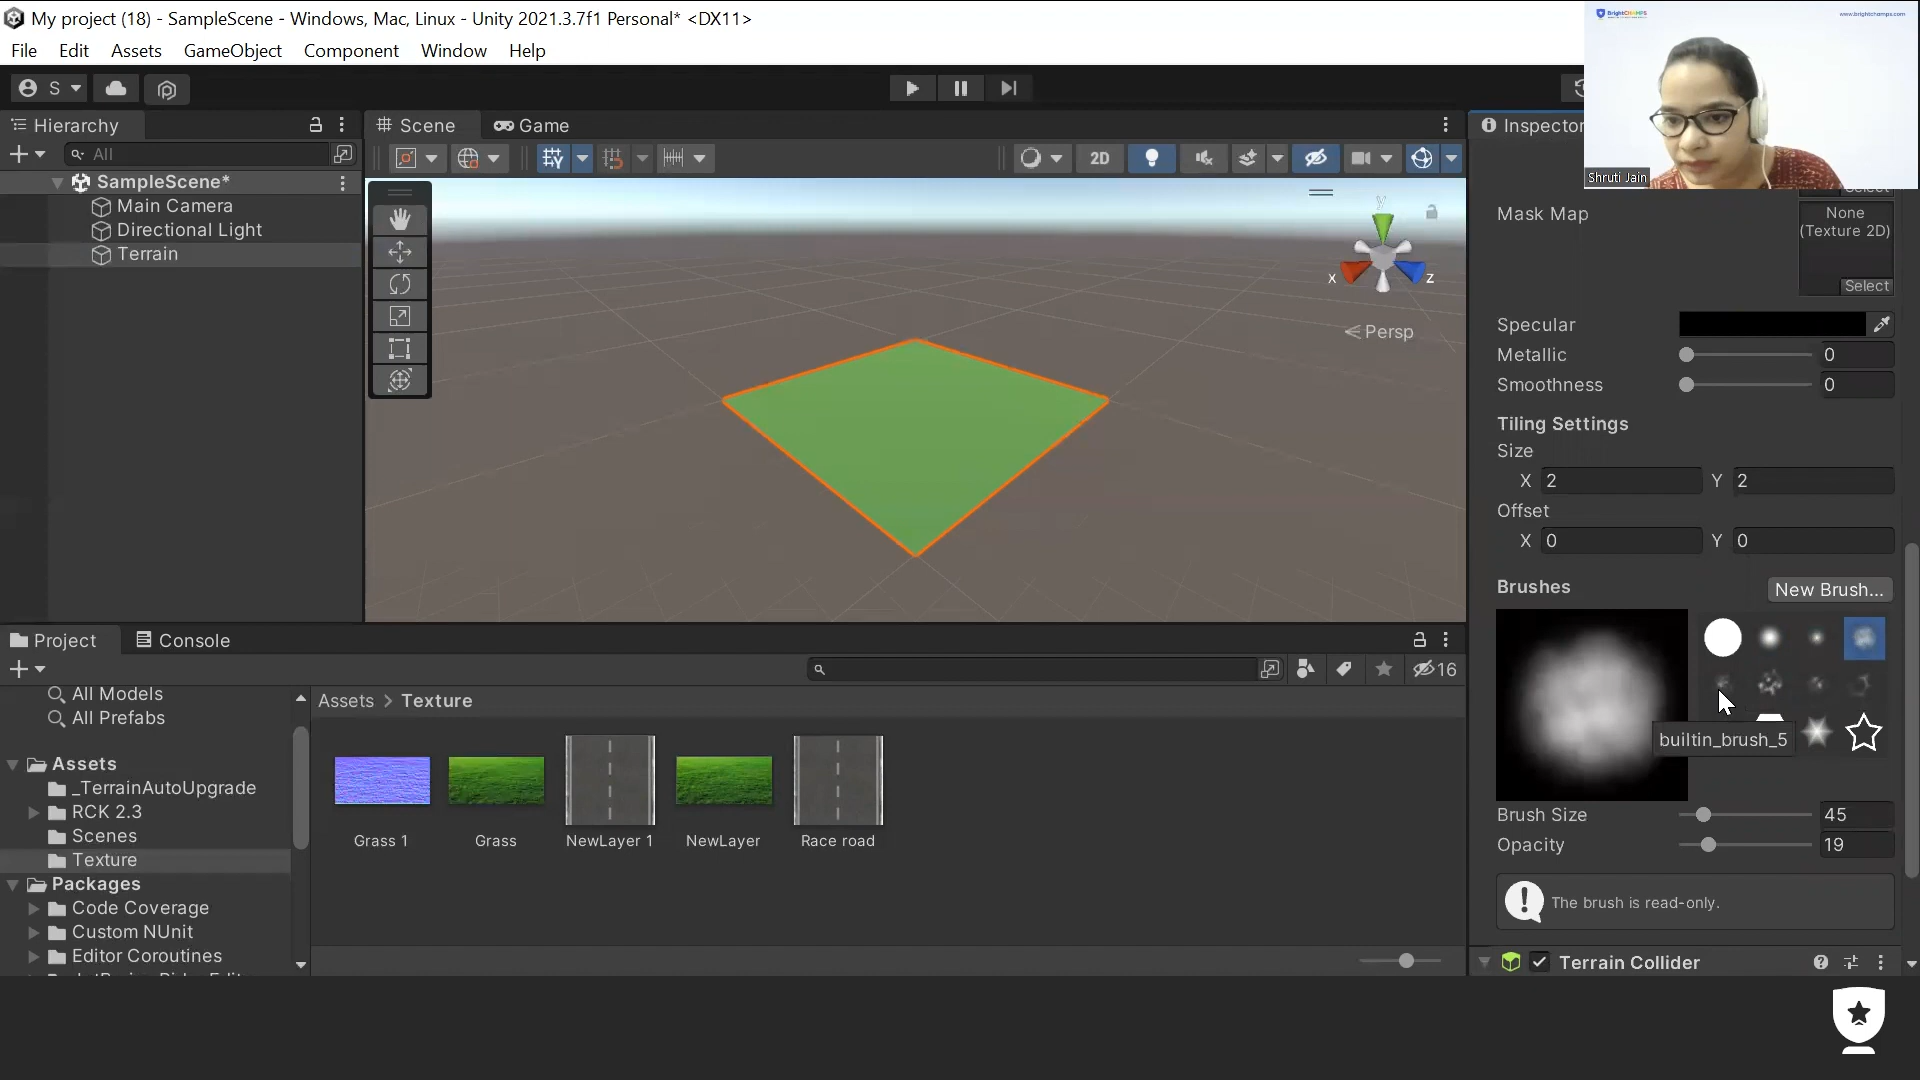 My project (18) - SampleScene - Windows, Mac, Linux - Unity 2021.3.7f1 Personal* <DX11>
BrightCHAMPS
www.brightchamps.com
File Edit Assets GameObject Component Window Help
S
Hierarchy
Scene
Game
Inspector
All
2D
Shruti Jain
SampleScene*
Main Camera
Directional Light
Terrain
y
x
z
Persp
Select
Mask Map
None
(Texture 2D)
Select
Specular
Metallic
0
Smoothness
0
Tiling Settings
Size
X 2 Y 2
Offset
X 0 Y 0
Brushes
New Brush...
builtin_brush_5
Brush Size
45
Opacity
19
The brush is read-only.
Terrain Collider
Project
Console
16
All Models
All Prefabs
Assets
_TerrainAutoUpgrade
RCK 2.3
Scenes
Texture
Packages
Code Coverage
Custom NUnit
Editor Coroutines
Assets > Texture
Grass 1
Grass
NewLayer 1
NewLayer
Race road